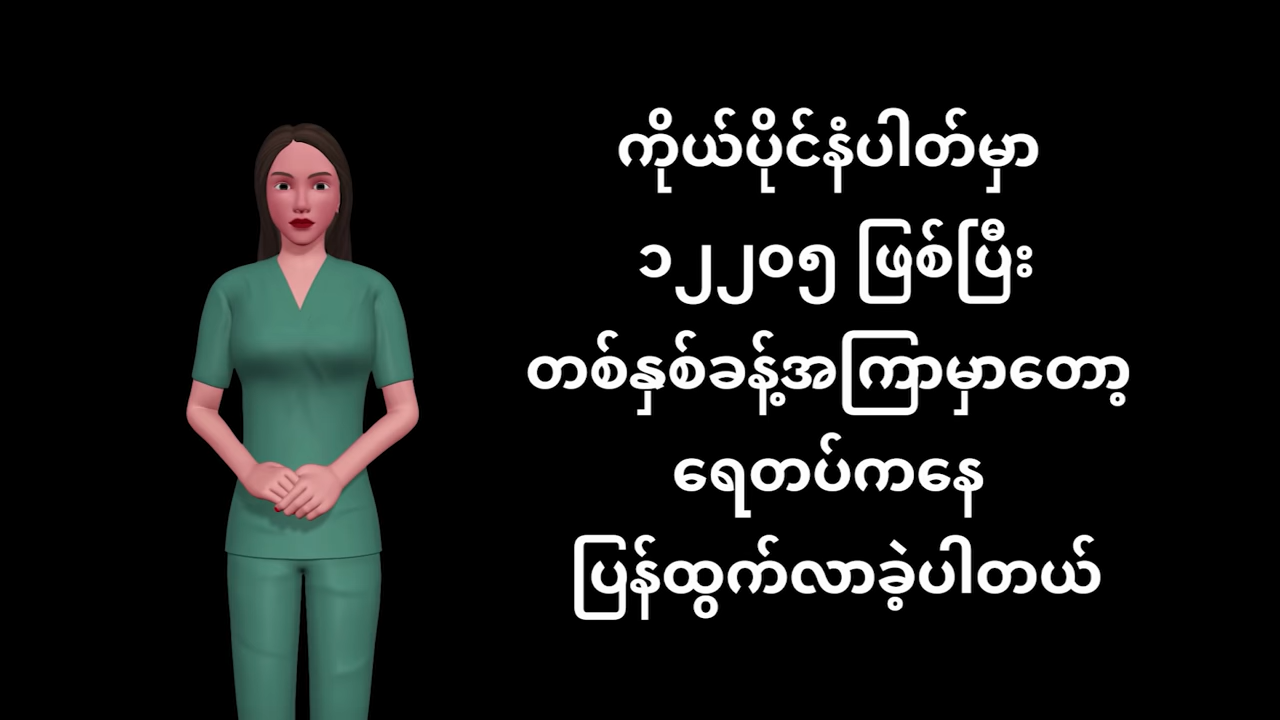 ကိုယ်ပိုင်နံပါတ်မှာ
၁၂၂၀၅ ဖြစ်ပြီး
တစ်နှစ်ခန့်အကြာမှာတော့
ရေတပ်ကနေ
ပြန်ထွက်လာခဲ့ပါတယ်